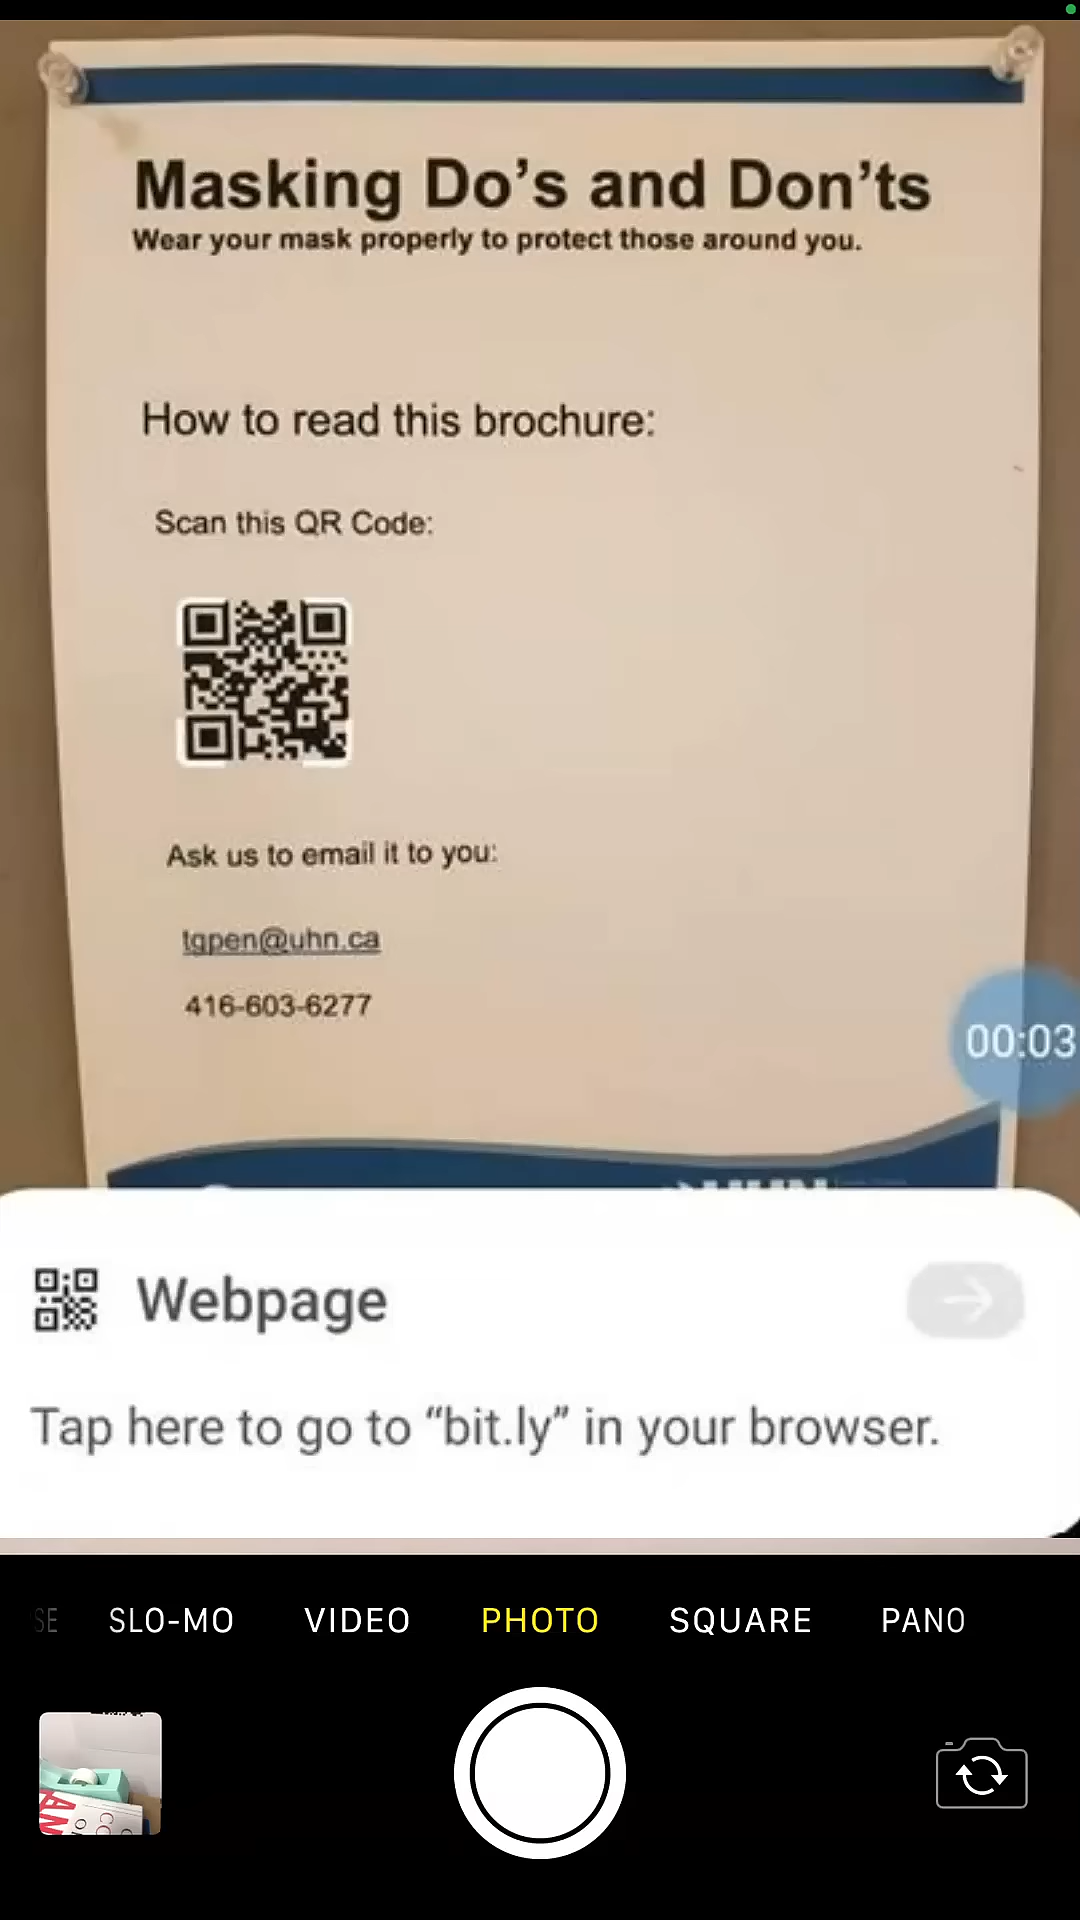 Masking Do's and Don'ts
Wear your mask properly to protect those around you.
How to read this brochure:
Scan this QR Code:
Ask us to email it to you:
tgpen@uhn.ca
416-603-6277
00:03
Webpage
Tap here to go to “bit.ly” in your browser.
SLO-MO VIDEO PHOTO SQUARE PANO